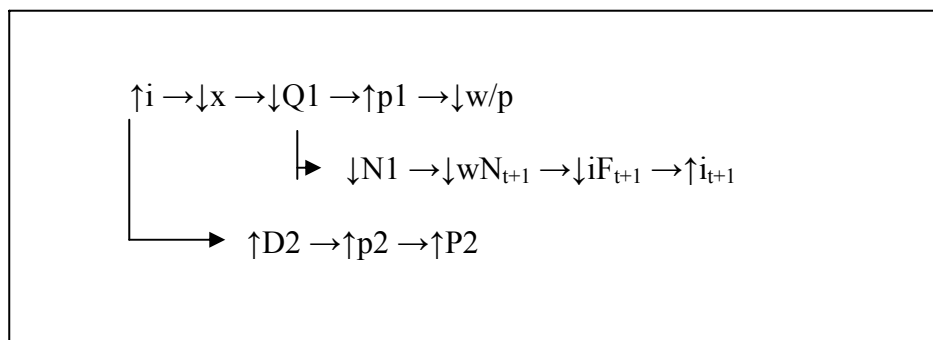 ↑i →↓x →↓Q1 →↑p1 →↓w/p
↓N1 →↓wNₜ₊₁ →↓iFₜ₊₁ →↑iₜ₊₁
↑D2 →↑p2 →↑P2